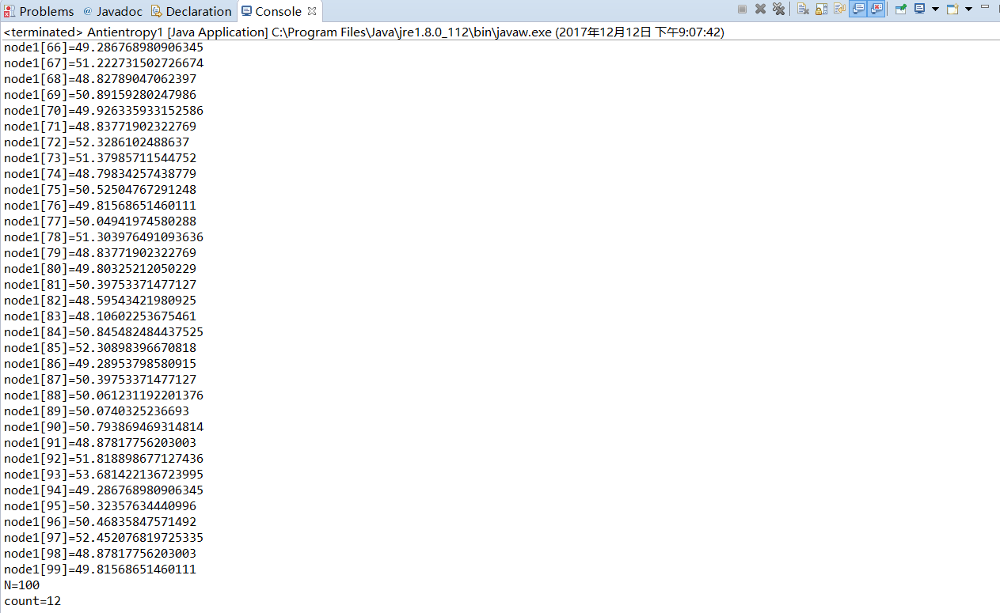 Problems @ Javadoc Declaration Console
<terminated> Antientropy1 [Java Application] C:\Program Files\Java\jre1.8.0_112\bin\javaw.exe (2017年12月12日 下午9:07:42)
node1[66]=49.286768980906345
node1[67]=51.222731502726674
node1[68]=48.82789047062397
node1[69]=50.89159280247986
node1[70]=49.926335933152586
node1[71]=48.83771902322769
node1[72]=52.3286102488637
node1[73]=51.37985711544752
node1[74]=48.79834257438779
node1[75]=50.52504767291248
node1[76]=49.81568651460111
node1[77]=50.04941974580288
node1[78]=51.303976491093636
node1[79]=48.83771902322769
node1[80]=49.80325212050229
node1[81]=50.39753371477127
node1[82]=48.59543421980925
node1[83]=48.10602253675461
node1[84]=50.845482484437525
node1[85]=52.30898396670818
node1[86]=49.28953798580915
node1[87]=50.39753371477127
node1[88]=50.061231192201376
node1[89]=50.0740325236693
node1[90]=50.793869469314814
node1[91]=48.87817756203003
node1[92]=51.818898677127436
node1[93]=53.681422136723995
node1[94]=49.286768980906345
node1[95]=50.32357634440996
node1[96]=50.46835847571492
node1[97]=52.452076819725335
node1[98]=48.87817756203003
node1[99]=49.81568651460111
N=100
count=12